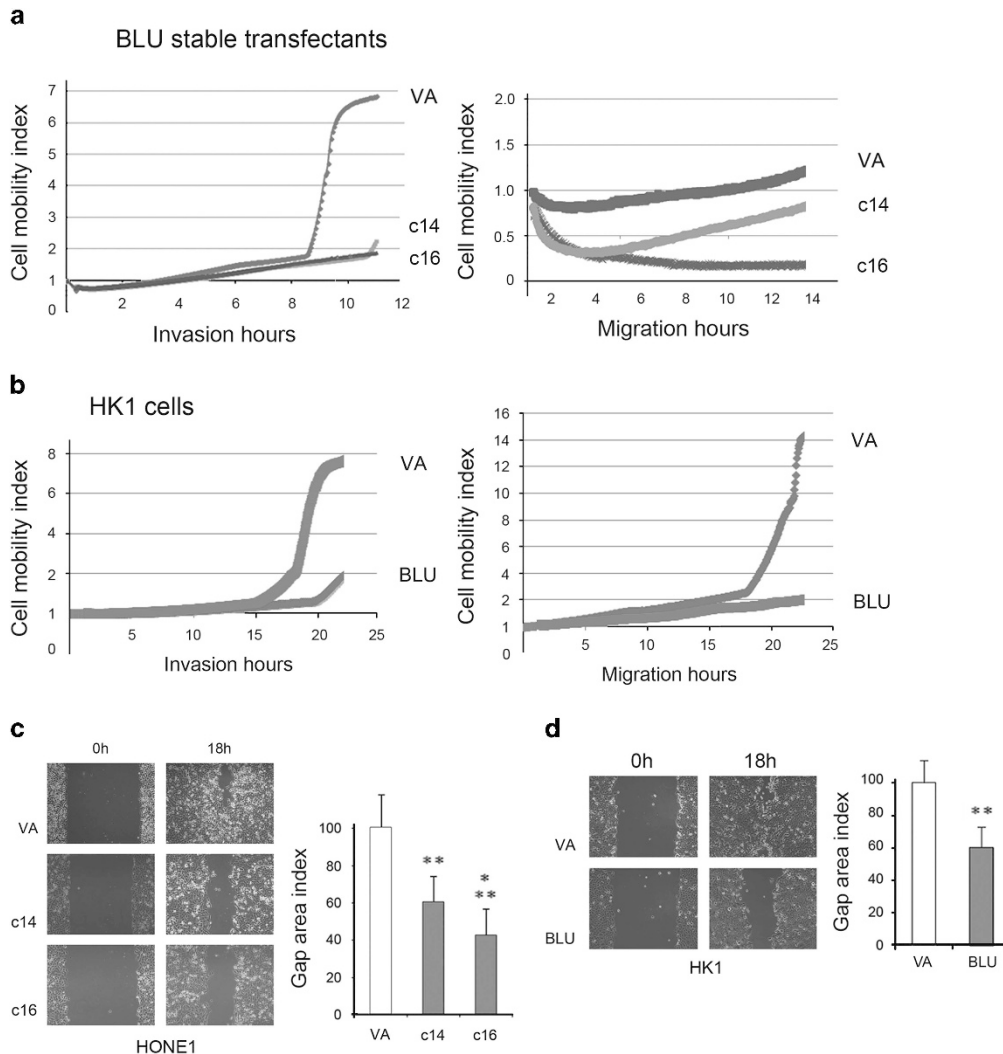 a
BLU stable transfectants
Cell mobility index
7
6
5
4
3
2
1
0
2 4 6 8 10 12
Invasion hours
VA
c14
c16
Cell mobility index
2.0
1.5
1.0
0.5
0
2 4 6 8 10 12 14
Migration hours
VA
c14
c16
b
HK1 cells
Cell mobility index
8
6
4
2
1
0
5 10 15 20 25
Invasion hours
VA
BLU
Cell mobility index
16
14
12
10
8
6
4
2
1
0
5 10 15 20 25
Migration hours
VA
BLU
c
0h 18h
VA
c14
c16
HONE1
Gap area index
100
80
60
40
20
0
**
*
**
VA c14 c16
d
0h 18h
VA
BLU
HK1
Gap area index
100
80
60
40
20
0
**
VA BLU